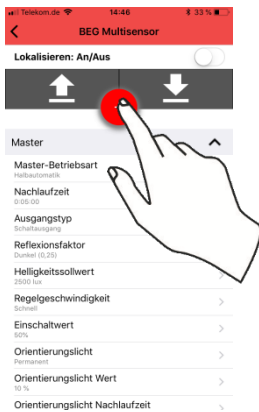 Telekom.de 14:46 33 %
BEG Multisensor
Lokalisieren: An/Aus
Master
Master-Betriebsart
Halbautomatik
Nachlaufzeit
0:05:00
Ausgangstyp
Schaltausgang
Reflexionsfaktor
Dunkel (0,25)
Helligkeitssollwert
2500 lux
Regelgeschwindigkeit
Schnell
Einschaltwert
50%
Orientierungslicht
Permanent
Orientierungslicht Wert
10 %
Orientierungslicht Nachlaufzeit